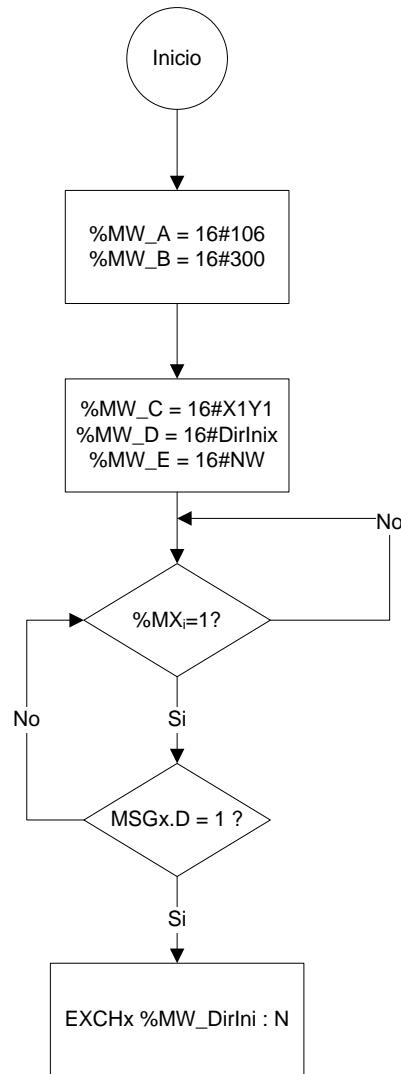 Inicio
%MW_A = 16#106
%MW_B = 16#300
%MW_C = 16#X1Y1
%MW_D = 16#DirInix
%MW_E = 16#NW
No
%MXᵢ=1?
No
Si
MSGx.D = 1 ?
Si
EXCHx %MW_DirIni : N